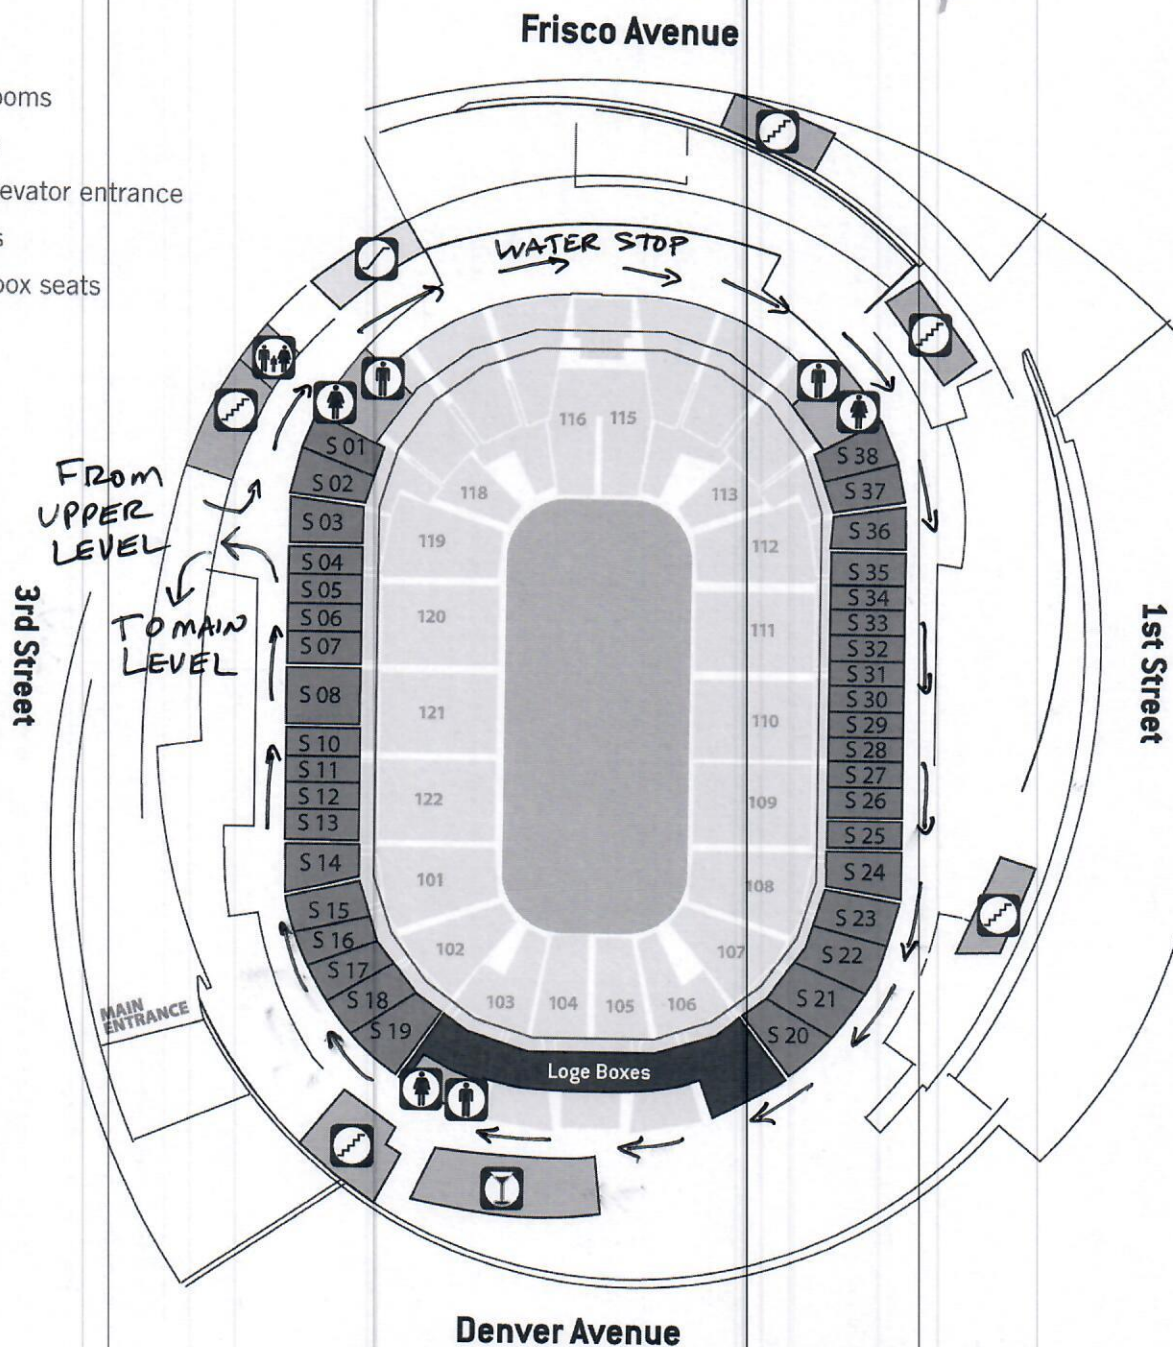 Frisco Avenue
ooms
evator entrance
s
box seats
WATER STOP
FROM
UPPER
LEVEL
TO MAIN
LEVEL
3rd Street
1st Street
S 01
S 02
S 03
S 04
S 05
S 06
S 07
S 08
S 10
S 11
S 12
S 13
S 14
S 15
S 16
S 17
S 18
S 19
116
115
118
113
119
112
120
111
121
110
122
109
101
108
102
107
103
104
105
106
S 38
S 37
S 36
S 35
S 34
S 33
S 32
S 31
S 30
S 29
S 28
S 27
S 26
S 25
S 24
S 23
S 22
S 21
S 20
MAIN
ENTRANCE
Loge Boxes
Denver Avenue